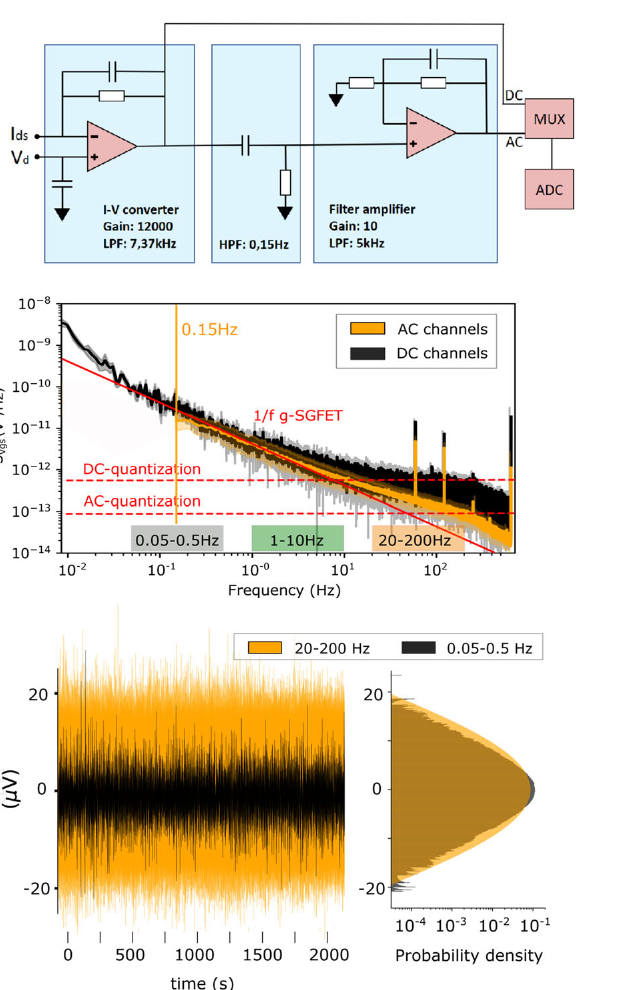 DC
MUX
AC
ADC
Ids
Vd
I-V converter
Gain: 12000
LPF: 7,37kHz
HPF: 0,15Hz
Filter amplifier
Gain: 10
LPF: 5kHz
10⁻⁸
10⁻⁹
10⁻¹⁰
10⁻¹¹
10⁻¹²
10⁻¹³
10⁻¹⁴
0.15Hz
AC channels
DC channels
1/f g-SGFET
DC-quantization
AC-quantization
0.05-0.5Hz
1-10Hz
20-200Hz
10⁻² 10⁻¹ 10⁻⁰ 10¹ 10²
Frequency (Hz)
20-200 Hz 0.05-0.5 Hz
20
0
-20
(μV)
0 500 1000 1500 2000
time (s)
20
0
-20
10⁻⁴ 10⁻³ 10⁻² 10⁻¹
Probability density